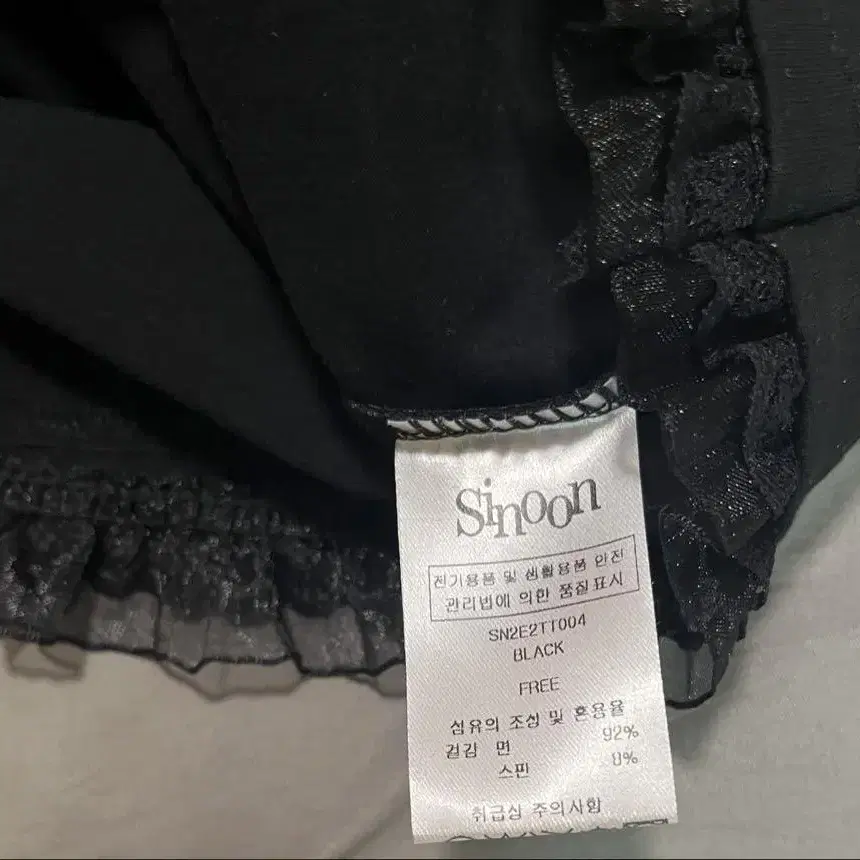 Sinoon
전기용품 및 생활용품 안전
관리법에 의한 품질표시
SN2E2TT004
BLACK
FREE
섬유의 조성 및 혼용율
겉감 면 92%
스판 8%
취급상 주의사항